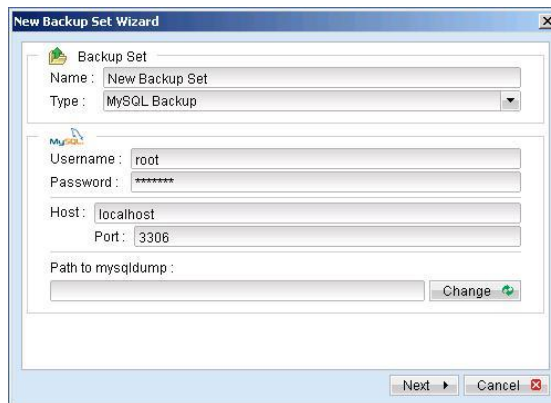 New Backup Set Wizard
Backup Set
Name : New Backup Set
Type : MySQL Backup
MySQL
Username : root
Password : *******
Host : localhost
Port : 3306
Path to mysqldump :
Change
Next
Cancel